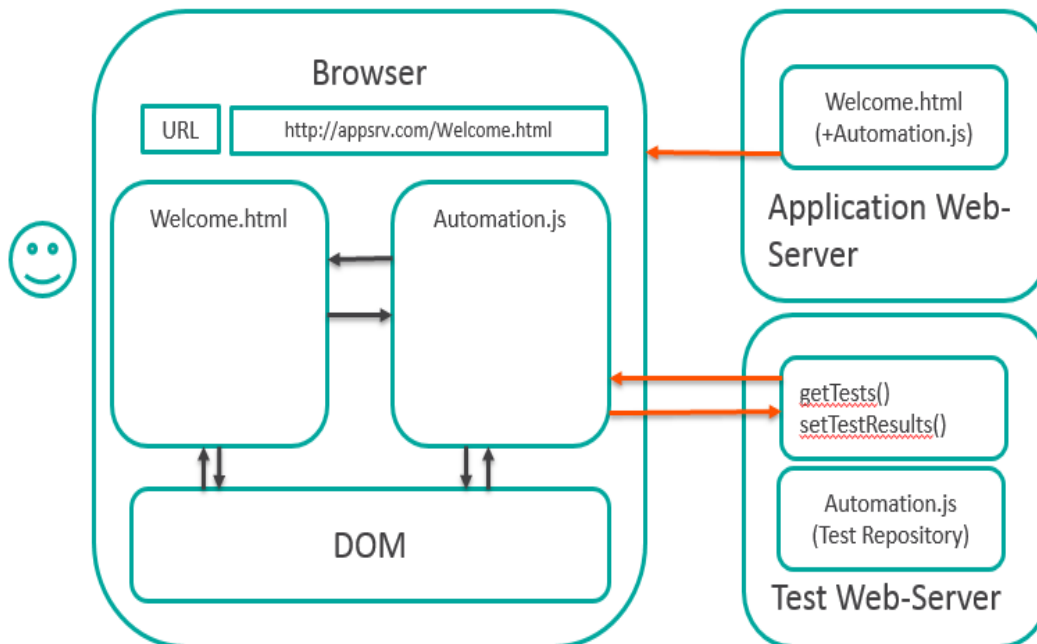 Browser
URL
http://appsrv.com/Welcome.html
Welcome.html
Automation.js
DOM
Welcome.html
(+Automation.js)
Application Web-
Server
getTests()
setTestResults()
Automation.js
(Test Repository)
Test Web-Server